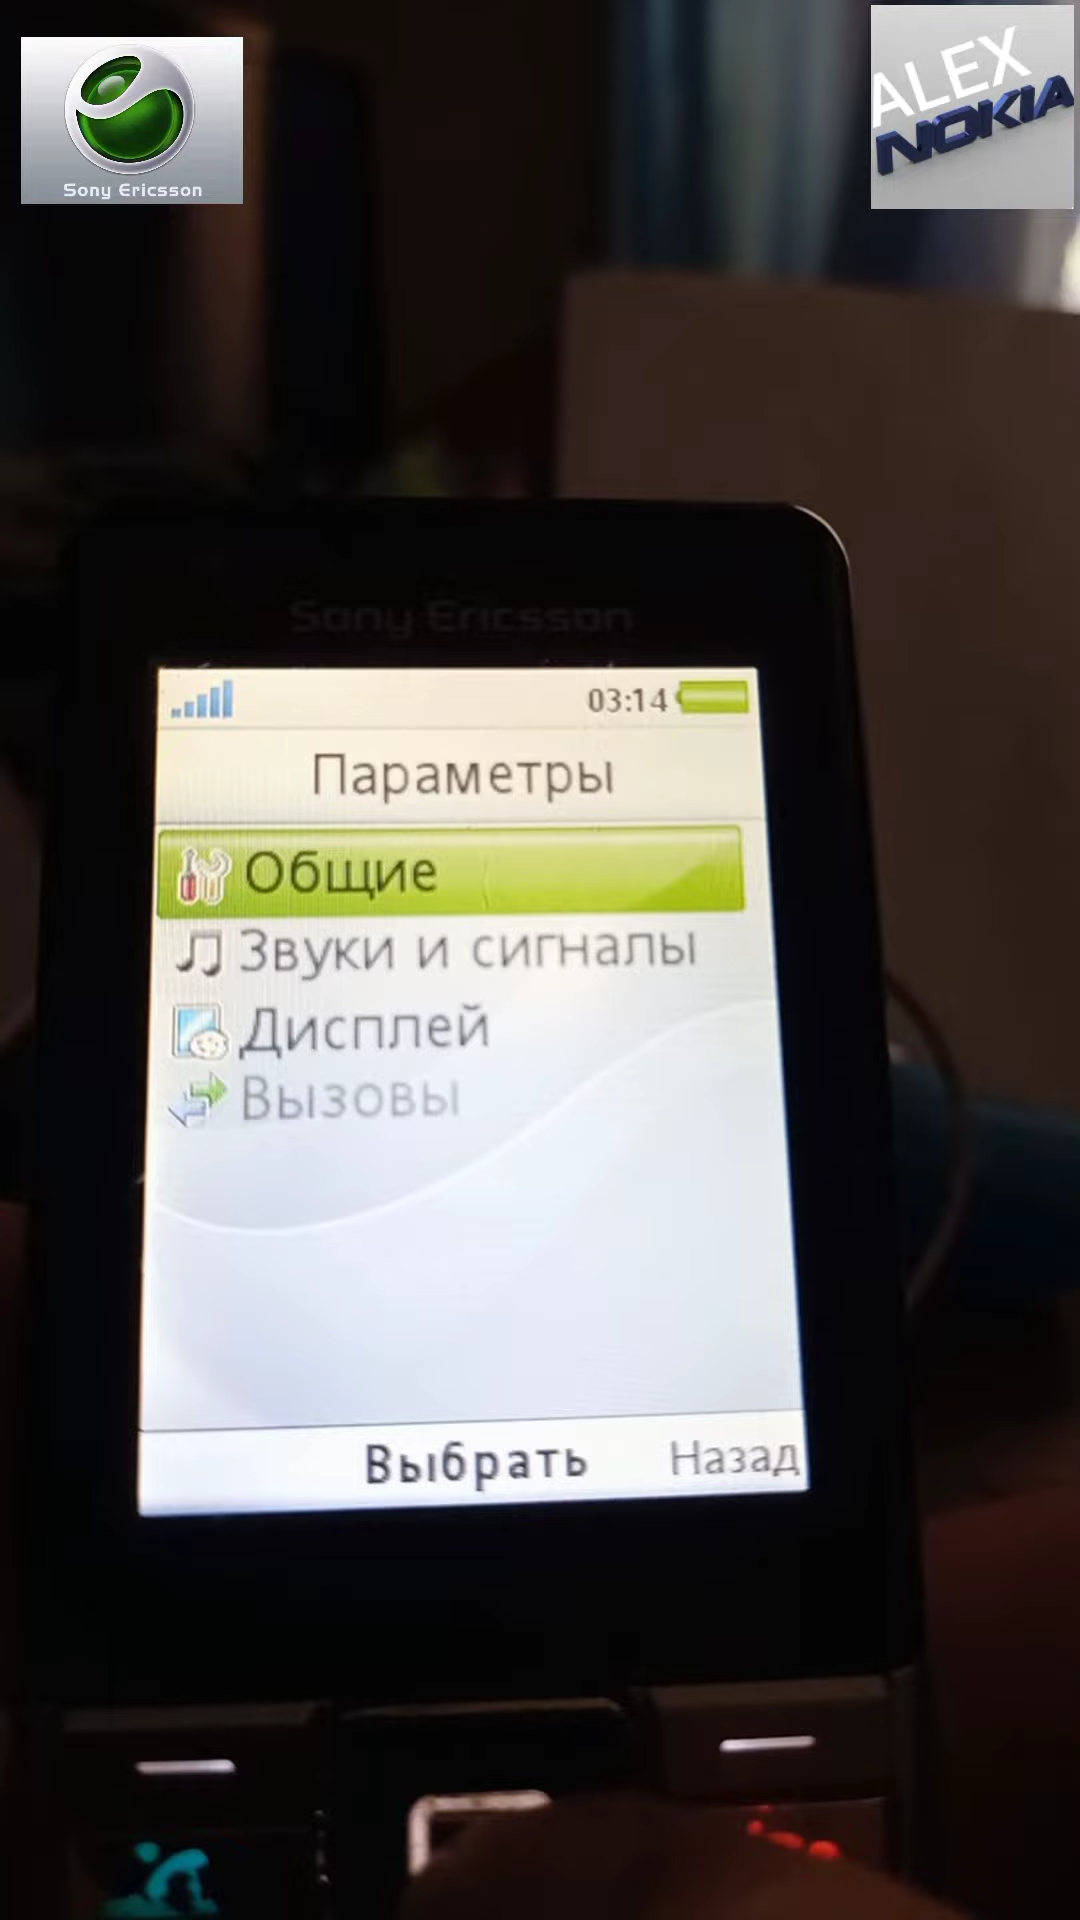 Sony Ericsson
ALEX
NOKIA
Sony Ericsson
03:14
Параметры
Общие
Звуки и сигналы
Дисплей
Вызовы
Выбрать Назад